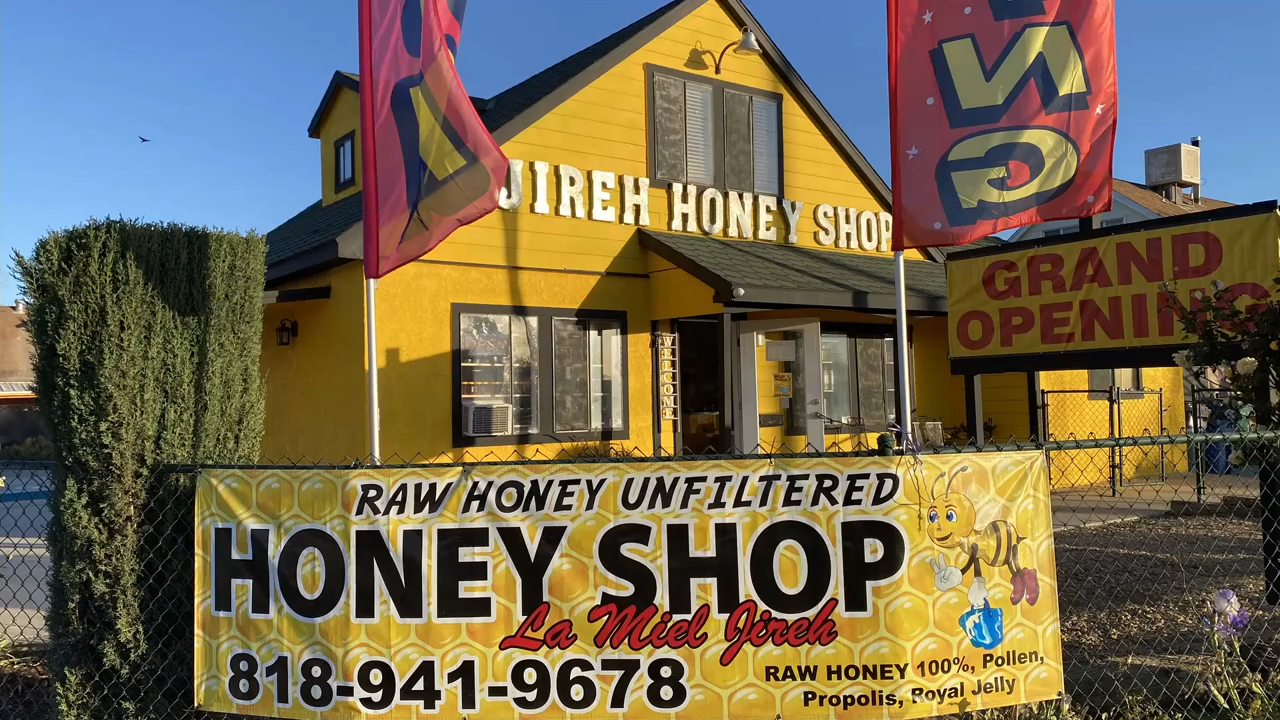 JIREH HONEY SHOP
GRAND
OPENING
WELCOME
RAW HONEY UNFILTERED
HONEY SHOP
La Miel Jireh
818-941-9678
RAW HONEY 100%, Pollen,
Propolis, Royal Jelly